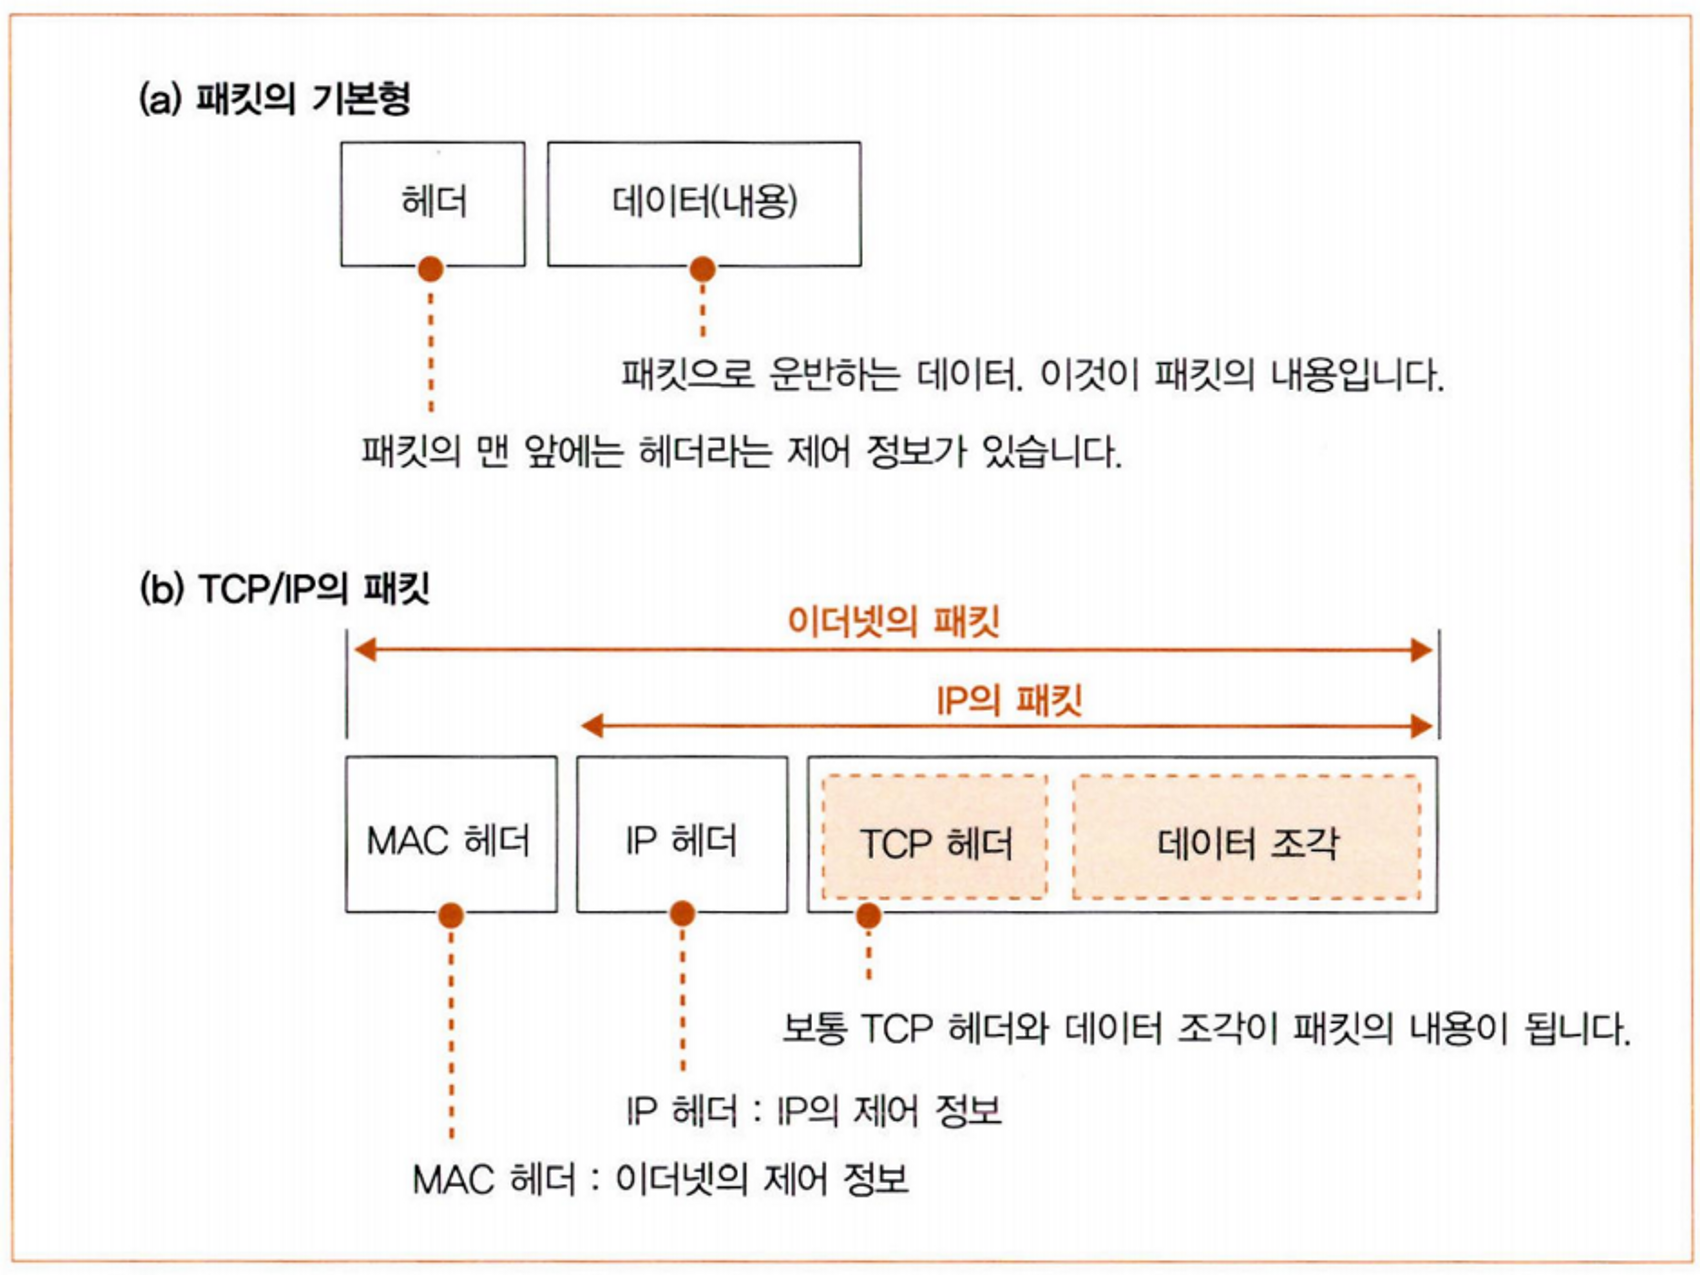 (a) 패킷의 기본형
헤더
데이터(내용)
패킷으로 운반하는 데이터. 이것이 패킷의 내용입니다.
패킷의 맨 앞에는 헤더라는 제어 정보가 있습니다.
(b) TCP/IP의 패킷
이더넷의 패킷
IP의 패킷
MAC 헤더
IP 헤더
TCP 헤더
데이터 조각
보통 TCP 헤더와 데이터 조각이 패킷의 내용이 됩니다.
IP 헤더 : IP의 제어 정보
MAC 헤더 : 이더넷의 제어 정보